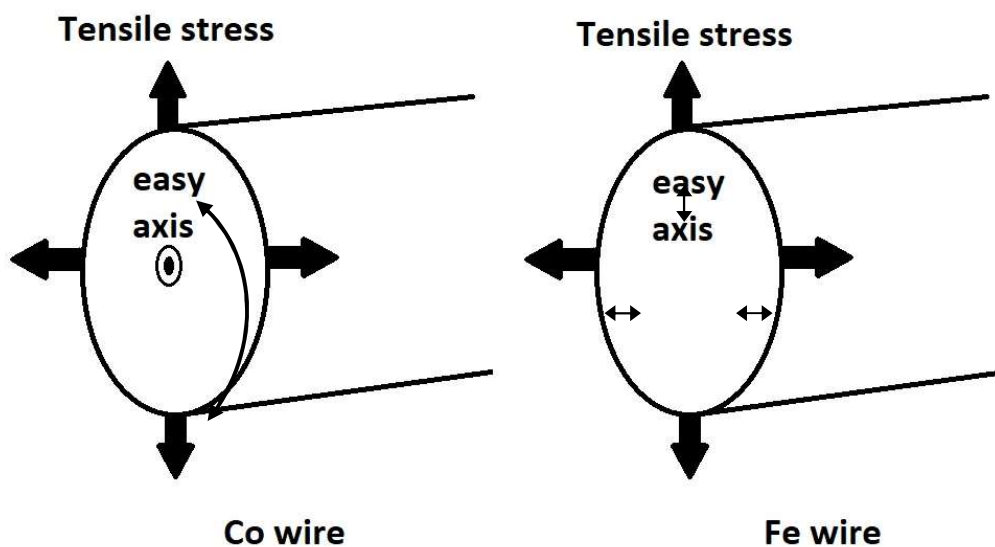 Tensile stress
easy
axis
Co wire
Tensile stress
easy
axis
Fe wire